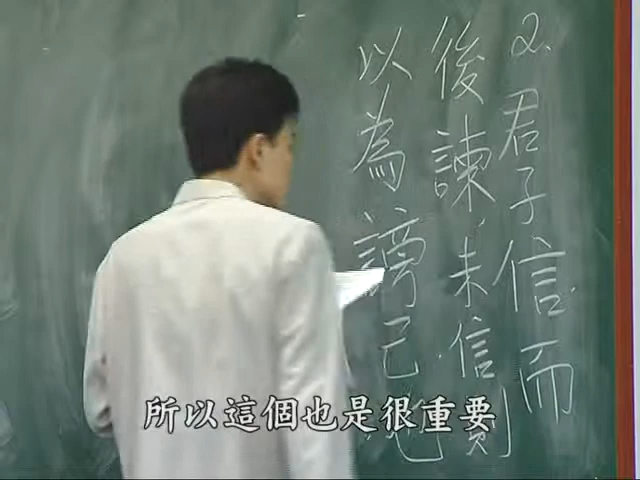 2. 君子信而
後諫,未信則
以為謗己也
所以這個也是很重要